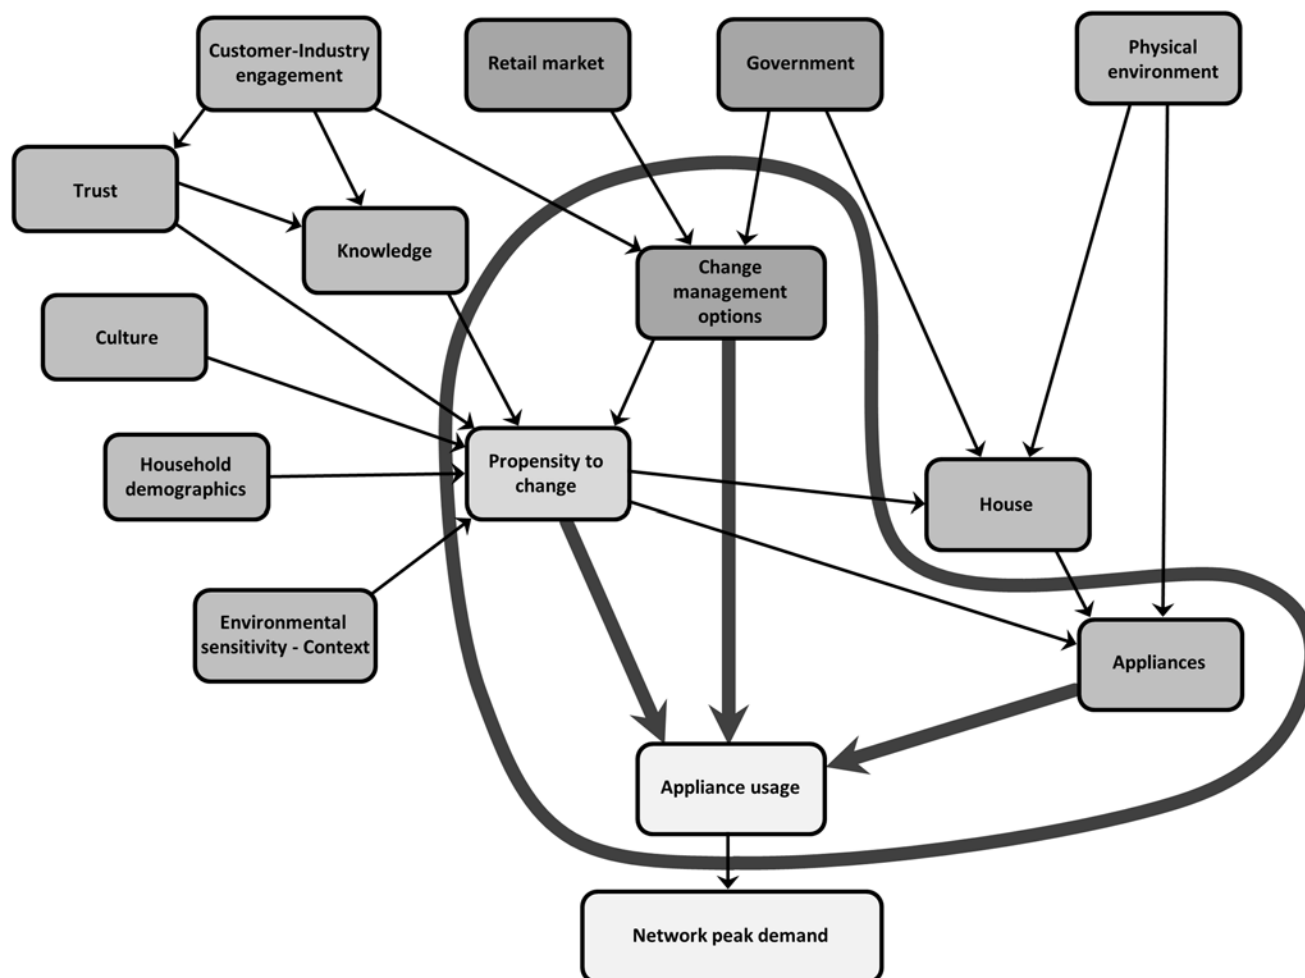 Customer-Industry
engagement
Retail market
Government
Physical
environment
Trust
Knowledge
Change
management
options
Culture
Household
demographics
Propensity to
change
House
Environmental
sensitivity - Context
Appliances
Appliance usage
Network peak demand